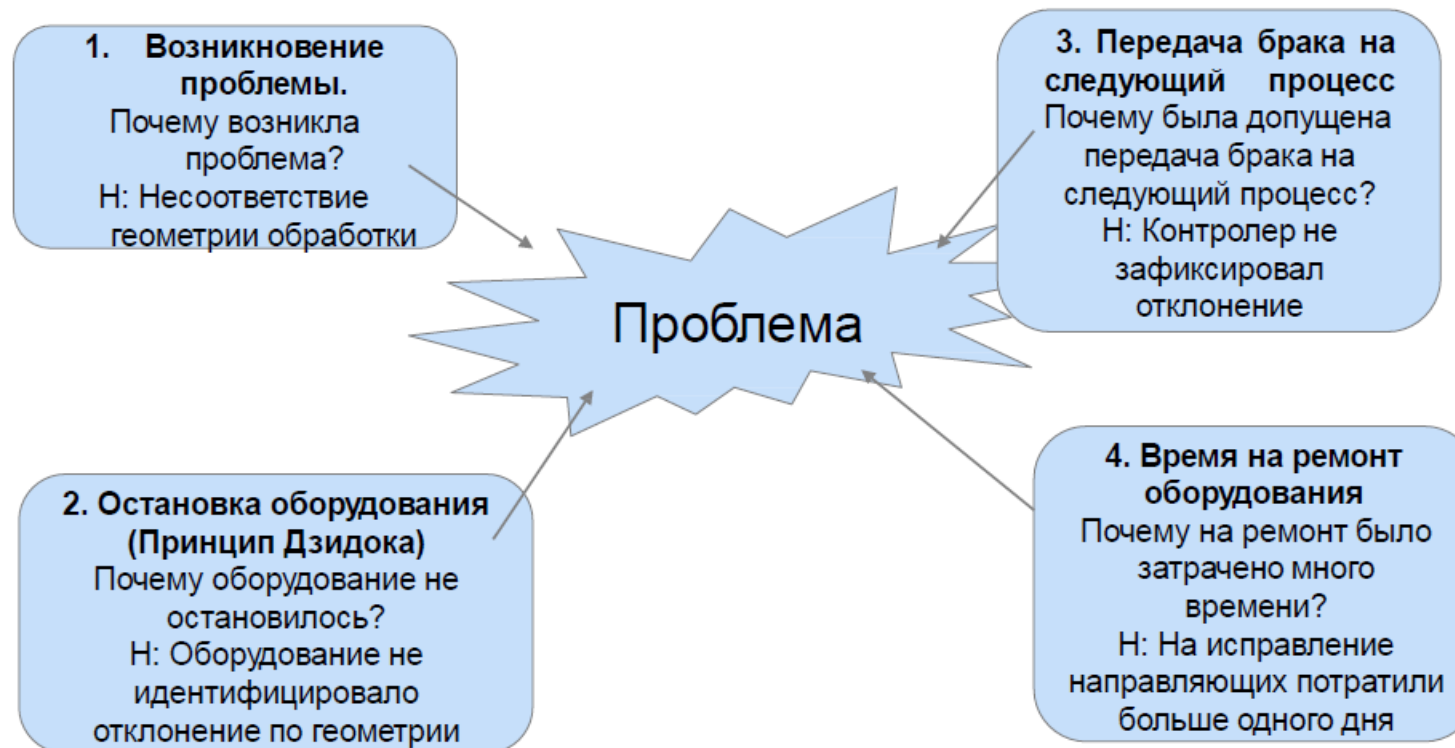 1. Возникновение
проблемы.
Почему возникла
проблема?
Н: Несоответствие
геометрии обработки
3. Передача брака на
следующий процесс
Почему была допущена
передача брака на
следующий процесс?
Н: Контролер не
зафиксировал
отклонение
Проблема
2. Остановка оборудования
(Принцип Дзидока)
Почему оборудование не
остановилось?
Н: Оборудование не
идентифицировало
отклонение по геометрии
4. Время на ремонт
оборудования
Почему на ремонт было
затрачено много
времени?
Н: На исправление
направляющих потратили
больше одного дня